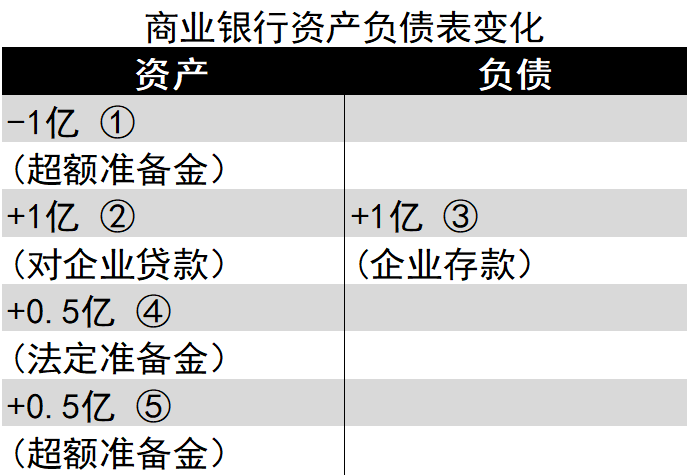 商业银行资产负债表变化
资产 负债
-1亿 ①
(超额准备金)
+1亿 ② +1亿 ③
(对企业贷款) (企业存款)
+0.5亿 ④
(法定准备金)
+0.5亿 ⑤
(超额准备金)